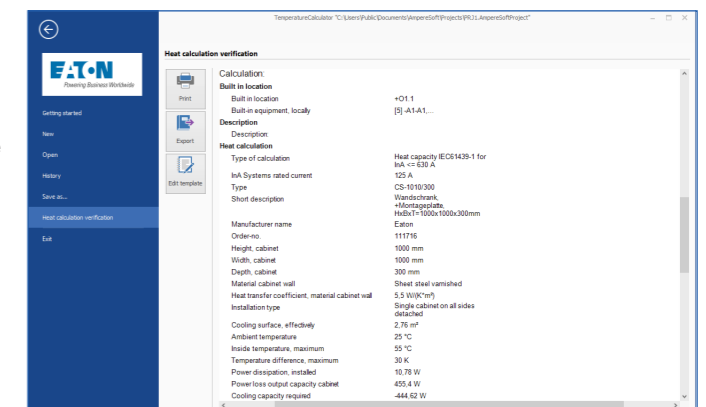 TemperatureCalculator "C:\Users\Public\Documents\AmpereSoft\Projects\PRJ1.AmpereSoftProject"
EATON
Powering Business Worldwide
Getting started
New
Open
History
Save as...
Heat calculation verification
Exit
Heat calculation verification
Print
Export
Edit template
Calculation:
Built in location
Built in location +O1.1
Built-in equipment, locally [5] -A1-A1,...
Description
Description:
Heat calculation
Type of calculation Heat capacity IEC61439-1 for
InA <= 630 A
InA Systems rated current 125 A
Type CS-1010/300
Short description Wandschrank,
+Montageplatte,
HxBxT=1000x1000x300mm
Manufacturer name Eaton
Order-no. 111716
Height, cabinet 1000 mm
Width, cabinet 1000 mm
Depth, cabinet 300 mm
Material cabinet wall Sheet steel varnished
Heat transfer coefficient, material cabinet wall 5,5 W/(K*m²)
Installation type Single cabinet on all sides
detached
Cooling surface, effectively 2,76 m²
Ambient temperature 25 °C
Inside temperature, maximum 55 °C
Temperature difference, maximum 30 K
Power dissipation, installed 10,78 W
Power loss output capacity cabinet 455,4 W
Cooling capacity required -444,62 W